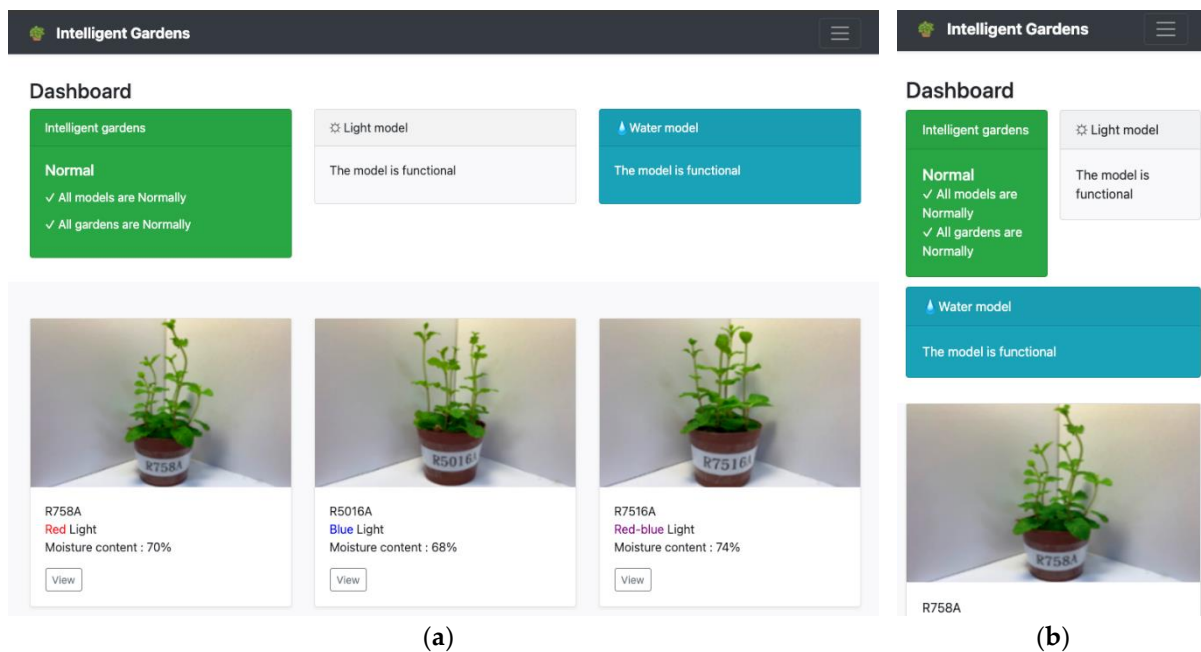 Intelligent Gardens
Dashboard
Intelligent gardens
Normal
✓ All models are Normally
✓ All gardens are Normally
Light model
The model is functional
Water model
The model is functional
R758A
R758A
Red Light
Moisture content : 70%
View
R5016A
R5016A
Blue Light
Moisture content : 68%
View
R7516A
R7516A
Red-blue Light
Moisture content : 74%
View
(a)
Intelligent Gardens
Dashboard
Intelligent gardens
Normal
✓ All models are
Normally
✓ All gardens are
Normally
Light model
The model is
functional
Water model
The model is functional
R758A
R758A
(b)